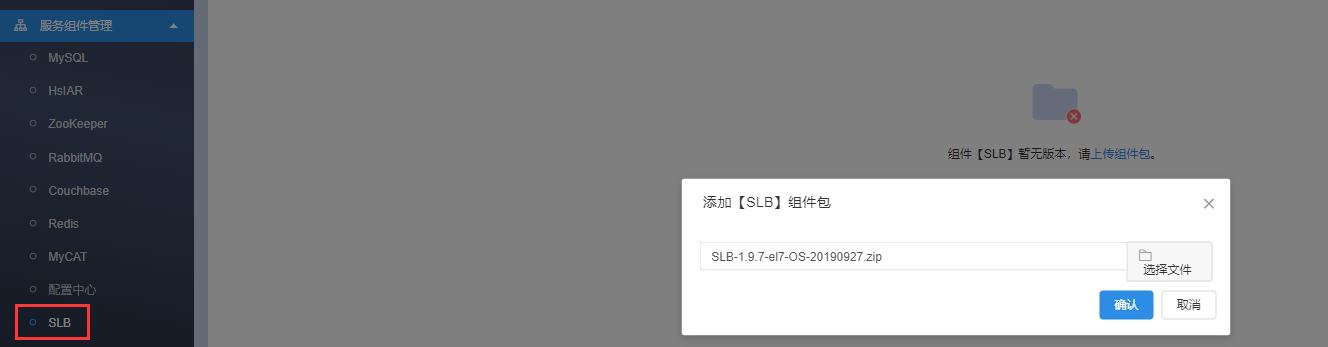 服务组件管理
MySQL
HsIAR
ZooKeeper
RabbitMQ
Couchbase
Redis
MyCAT
配置中心
SLB
组件【SLB】暂无版本，请上传组件包。
添加【SLB】组件包
SLB-1.9.7-el7-OS-20190927.zip
选择文件
确认
取消